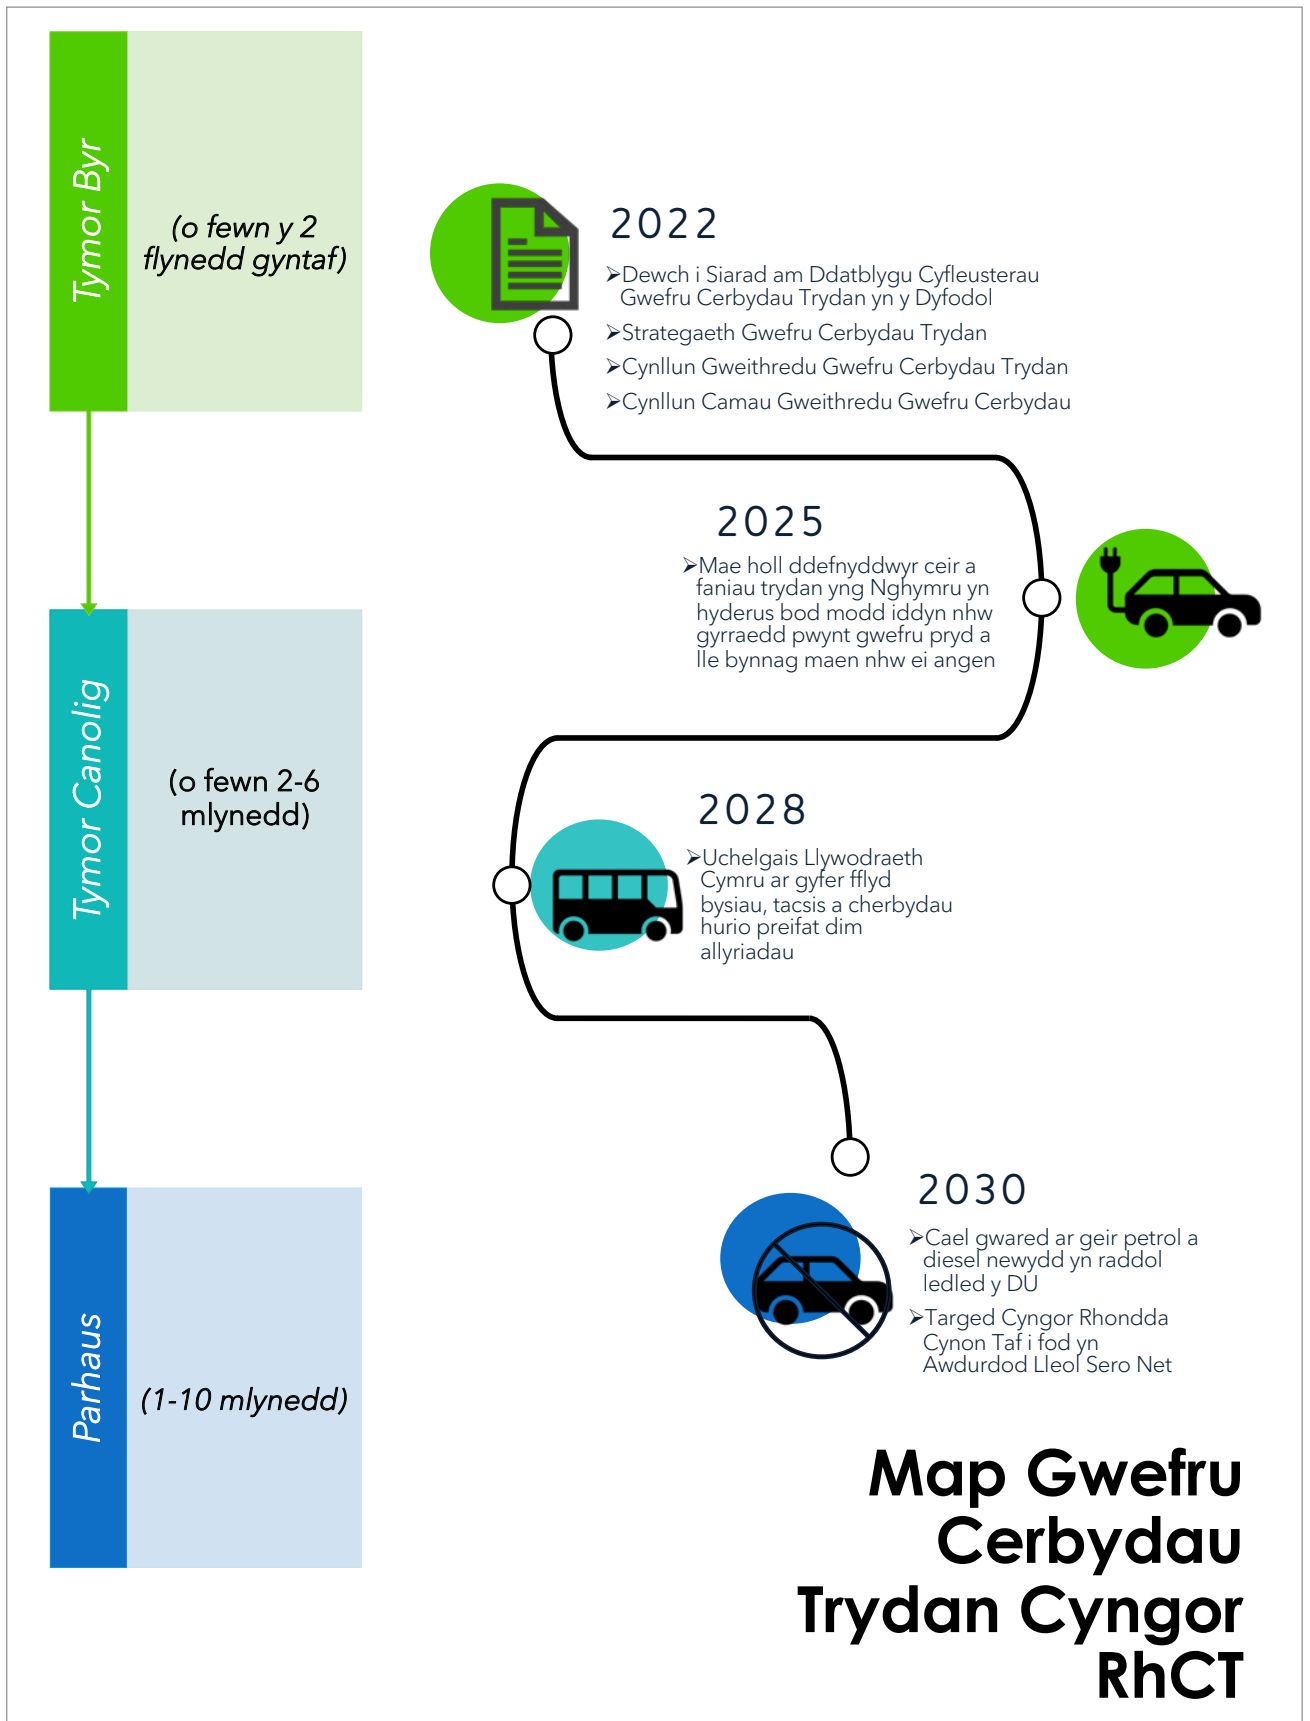 Tymor Byr
(o fewn y 2
flynedd gyntaf)
2022
➢Dewch i Siarad am Ddatblygu Cyfleusterau
Gwefru Cerbydau Trydan yn y Dyfodol
➢Strategaeth Gwefru Cerbydau Trydan
➢Cynllun Gweithredu Gwefru Cerbydau Trydan
➢Cynllun Camau Gweithredu Gwefru Cerbydau
2025
➢Mae holl ddefnyddwyr ceir a
faniau trydan yng Nghymru yn
hyderus bod modd iddyn nhw
gyrraedd pwynt gwefru pryd a
lle bynnag maen nhw ei angen
Tymor Canolig
(o fewn 2-6
mlynedd)
2028
➢Uchelgais Llywodraeth
Cymru ar gyfer fflyd
bysiau, tacsis a cherbydau
hurio preifat dim
allyriadau
Parhaus
(1-10 mlynedd)
2030
➢Cael gwared ar geir petrol a
diesel newydd yn raddol
ledled y DU
➢Targed Cyngor Rhondda
Cynon Taf i fod yn
Awdurdod Lleol Sero Net
Map Gwefru
Cerbydau
Trydan Cyngor
RhCT